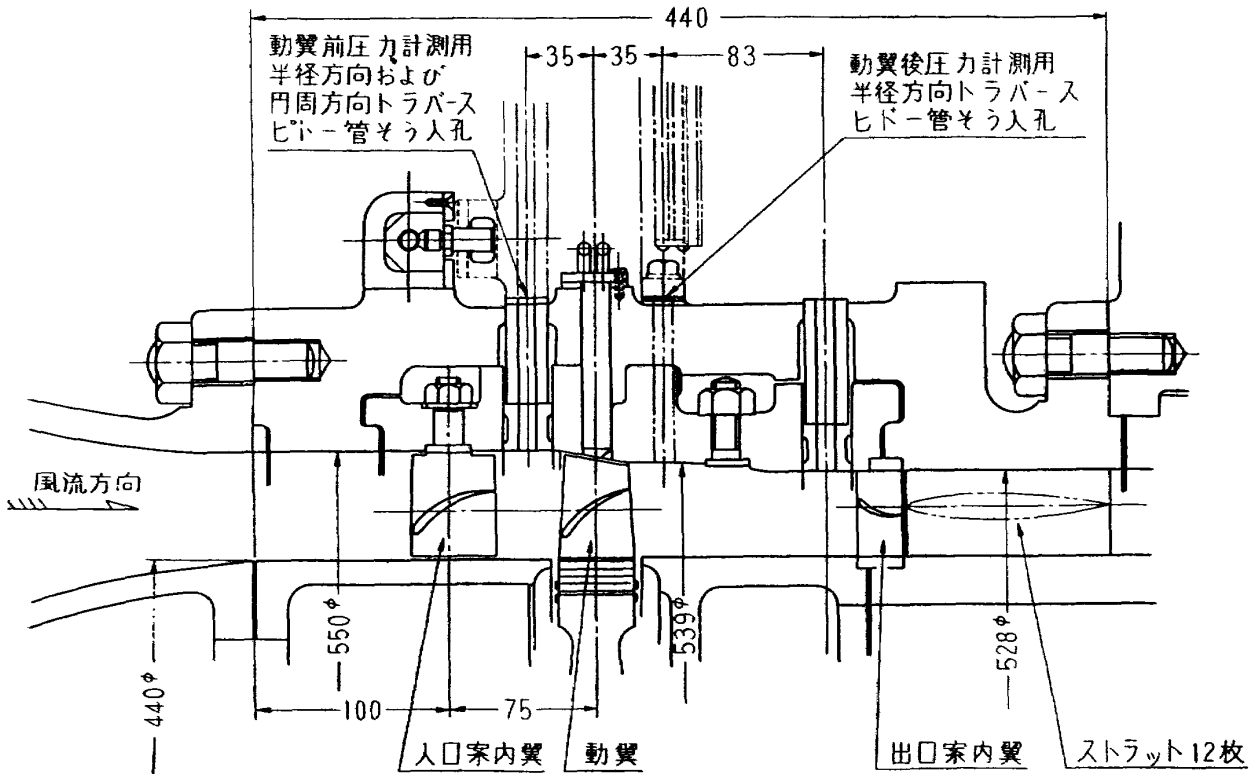 440
35
35
83
動翼前圧力計測用
半径方向および
円周方向トラバース
ピトー管そう入孔
動翼後圧力計測用
半径方向トラバース
ピトー管そう入孔
風流方向
440φ
550φ
539φ
528φ
100
75
入口案内翼
動翼
出口案内翼
ストラット12枚